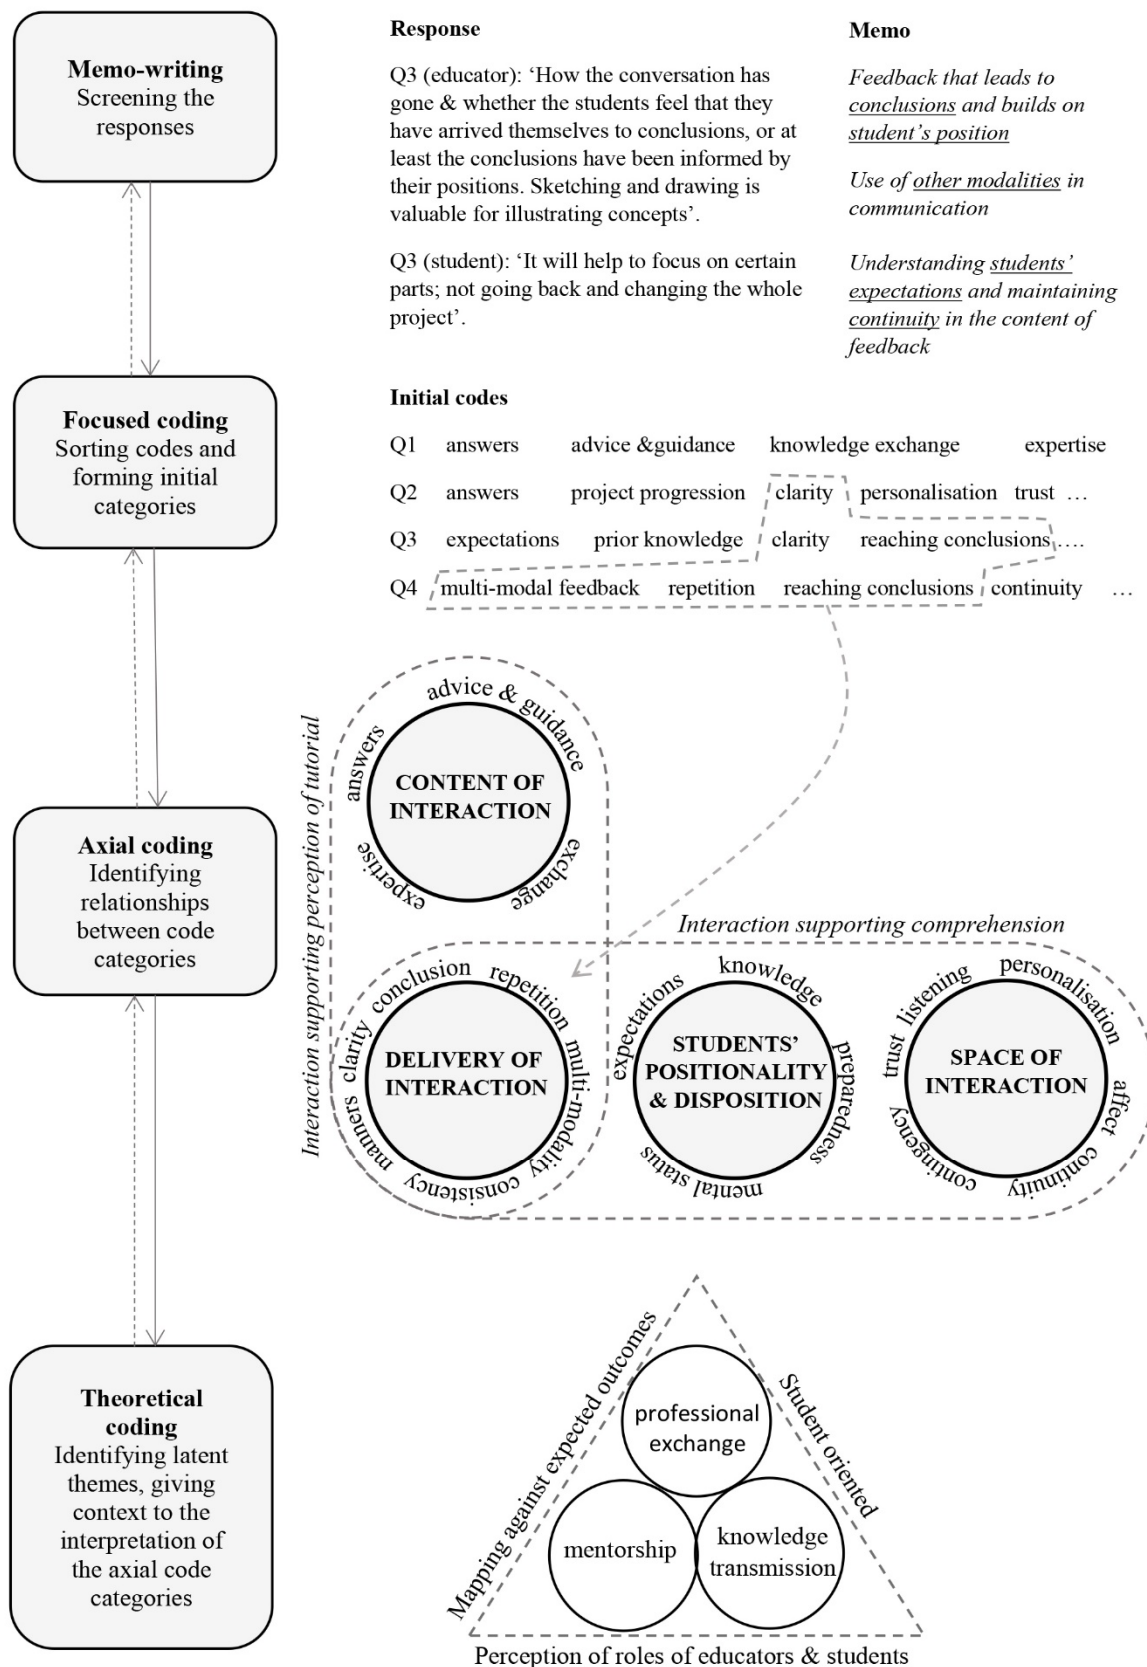 Memo-writing
Screening the
responses
Response
Q3 (educator): ‘How the conversation has
gone & whether the students feel that they
have arrived themselves to conclusions, or at
least the conclusions have been informed by
their positions. Sketching and drawing is
valuable for illustrating concepts’.
Q3 (student): ‘It will help to focus on certain
parts; not going back and changing the whole
project’.
Memo
Feedback that leads to
conclusions and builds on
student’s position
Use of other modalities in
communication
Understanding students’
expectations and maintaining
continuity in the content of
feedback
Focused coding
Sorting codes and
forming initial
categories
Initial codes
Q1 answers advice &guidance knowledge exchange expertise
Q2 answers project progression clarity personalisation trust …
Q3 expectations prior knowledge clarity reaching conclusions ….
Q4 multi-modal feedback repetition reaching conclusions continuity …
Axial coding
Identifying
relationships
between code
categories
Interaction supporting perception of tutorial
answers
advice & guidance
exchange
expertise
CONTENT OF
INTERACTION
Interaction supporting comprehension
manners
clarity
conclusion
repetition
multi-modality
consistency
DELIVERY OF
INTERACTION
expectations
knowledge
preparedness
mental status
STUDENTS’
POSITIONALITY
& DISPOSITION
trust
listening
personalisation
affect
continuity
contingency
SPACE OF
INTERACTION
Theoretical
coding
Identifying latent
themes, giving
context to the
interpretation of
the axial code
categories
Mapping against expected outcomes
Student oriented
professional
exchange
mentorship
knowledge
transmission
Perception of roles of educators & students